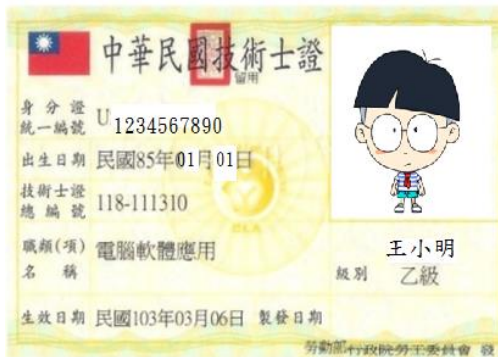 中華民國技術士證
留用
身分證
統一編號 U 1234567890
出生日期 民國85年01月01日
技術士證
總編號 118-111310
職類(項)
名稱 電腦軟體應用
王小明
級別 乙級
生效日期 民國103年03月06日 製發日期
勞動部 行政院勞工委員會 發